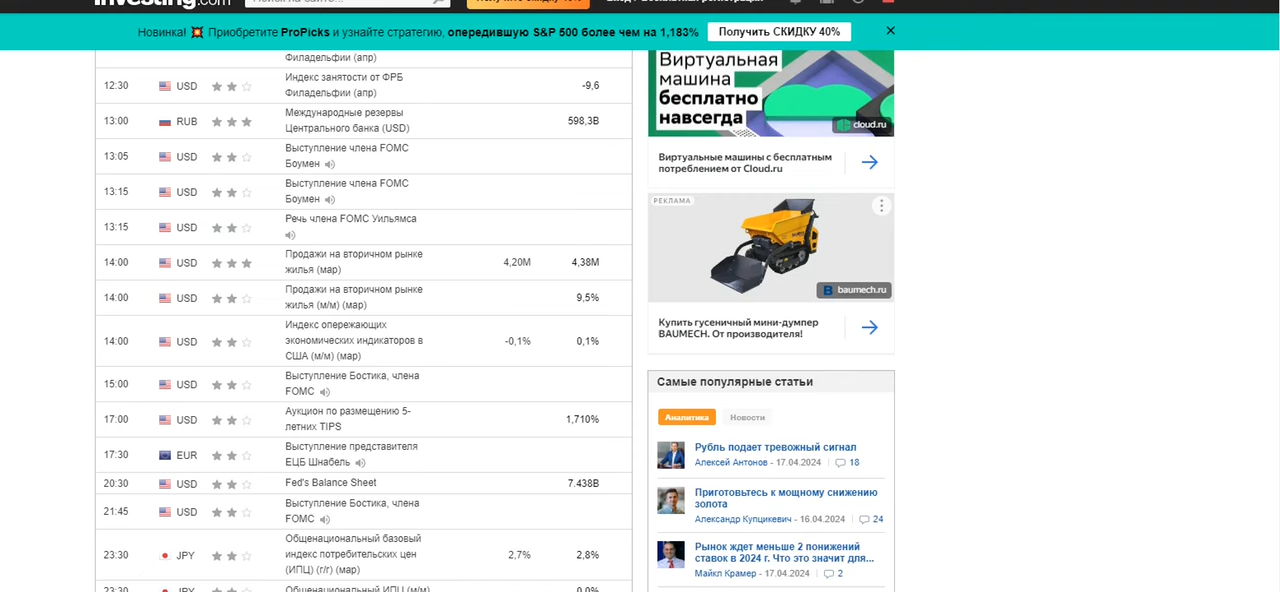 Investing.com
Новинка! 💥 Приобретите ProPicks и узнайте стратегию, опередившую S&P 500 более чем на 1,183%
Получить СКИДКУ 40%
Филадельфии (апр)
12:30 USD Индекс занятости от ФРБ
Филадельфии (апр) -9,6
13:00 RUB Международные резервы
Центрального банка (USD) 598,3B
13:05 USD Выступление члена FOMC
Боумен
13:15 USD Выступление члена FOMC
Боумен
13:15 USD Речь члена FOMC Уильямса
14:00 USD Продажи на вторичном рынке
жилья (мар) 4,20M 4,38M
14:00 USD Продажи на вторичном рынке
жилья (м/м) (мар) 9,5%
14:00 USD Индекс опережающих
экономических индикаторов в
США (м/м) (мар) -0,1% 0,1%
15:00 USD Выступление Бостика, члена
FOMC
17:00 USD Аукцион по размещению 5-
летних TIPS 1,710%
17:30 EUR Выступление представителя
ЕЦБ Шнабель
20:30 USD Fed's Balance Sheet 7.438B
21:45 USD Выступление Бостика, члена
FOMC
23:30 JPY Общенациональный базовый
индекс потребительских цен
(ИПЦ) (г/г) (мар) 2,7% 2,8%
23:30 JPY Общенациональный ИПЦ (м/м) 0,0%
Виртуальная
машина
бесплатно
навсегда
cloud.ru
Виртуальные машины с бесплатным
потреблением от Cloud.ru
РЕКЛАМА
baumech.ru
Купить гусеничный мини-думпер
BAUMECH. От производителя!
Самые популярные статьи
Аналитика Новости
Рубль подает тревожный сигнал
Алексей Антонов - 17.04.2024 18
Приготовьтесь к мощному снижению
золота
Александр Купцикевич - 16.04.2024 24
Рынок ждет меньше 2 понижений
ставок в 2024 г. Что это значит для...
Майкл Крамер - 17.04.2024 2